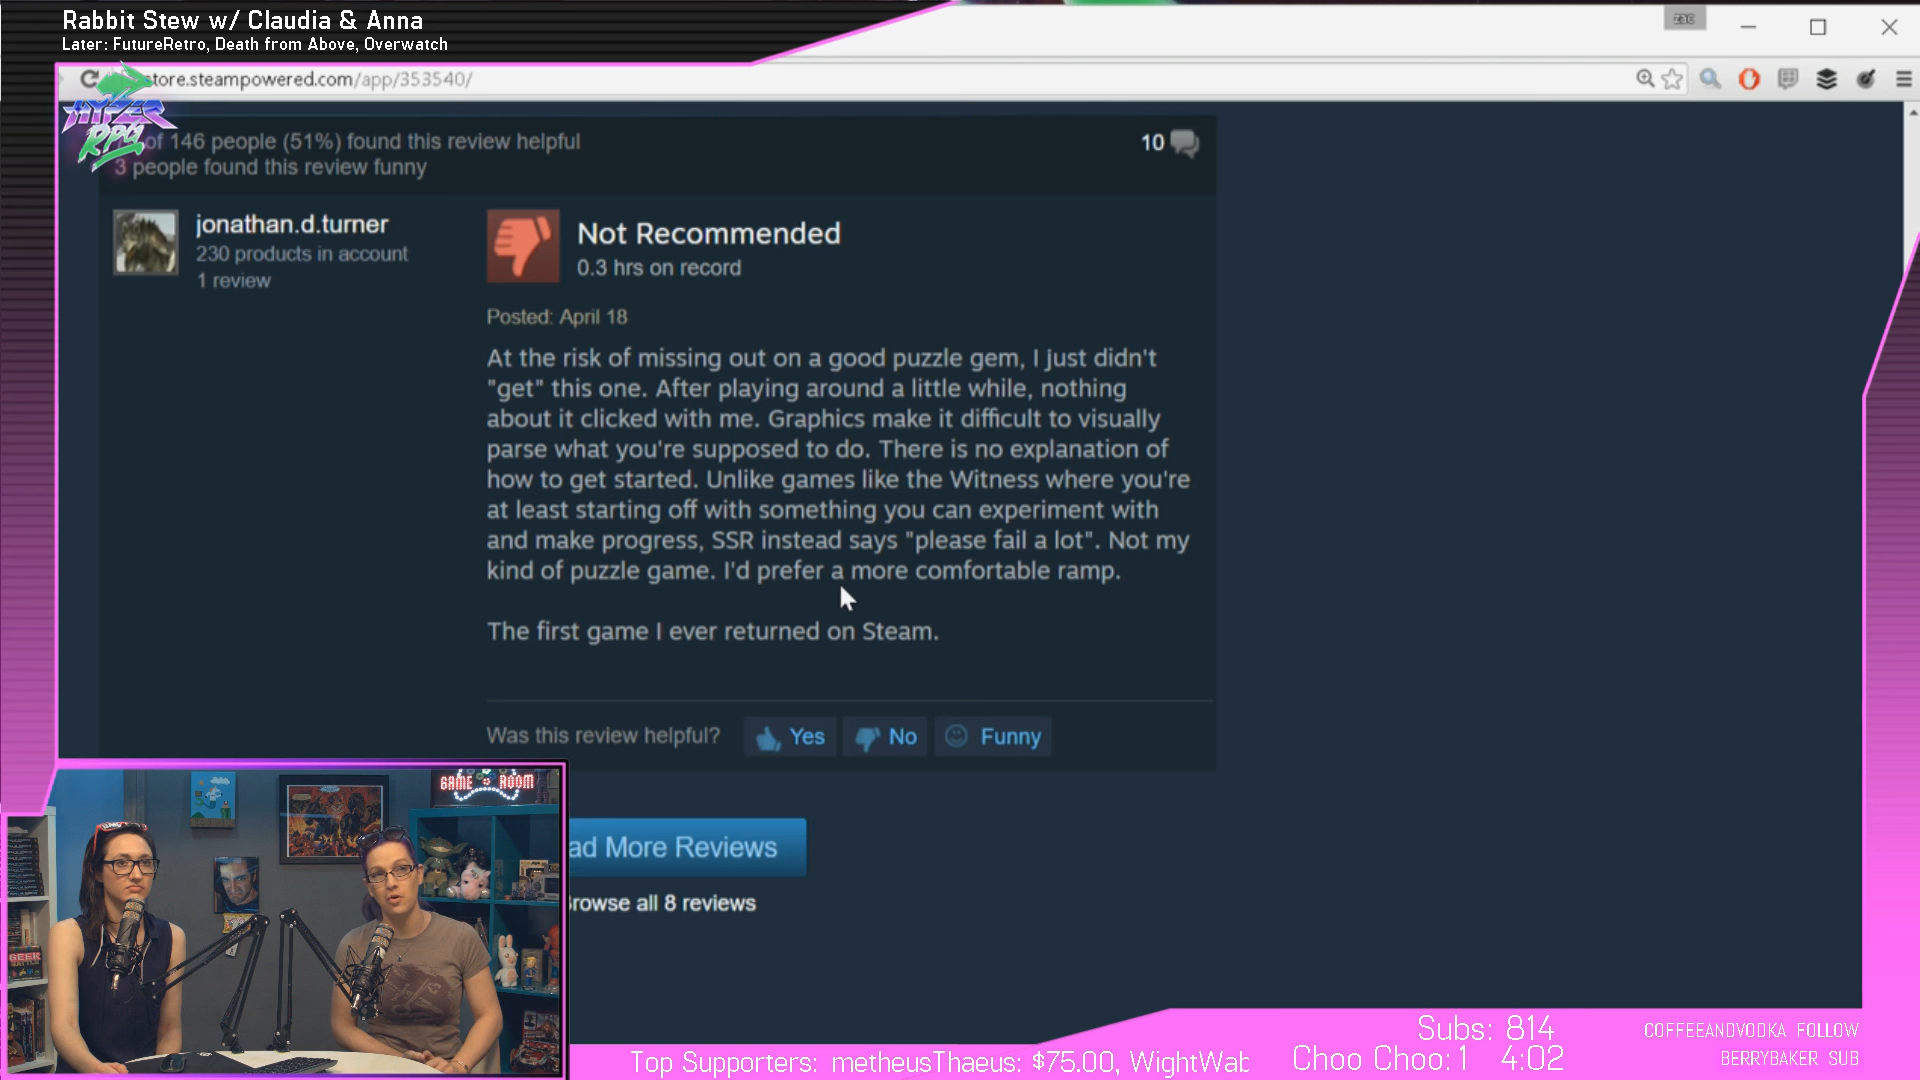 Rabbit Stew w/ Claudia & Anna
Later: FutureRetro, Death from Above, Overwatch
zac
store.steampowered.com/app/353540/
HYPER
RPG
of 146 people (51%) found this review helpful
3 people found this review funny
10
jonathan.d.turner
230 products in account
1 review
Not Recommended
0.3 hrs on record
Posted: April 18
At the risk of missing out on a good puzzle gem, I just didn't
"get" this one. After playing around a little while, nothing
about it clicked with me. Graphics make it difficult to visually
parse what you're supposed to do. There is no explanation of
how to get started. Unlike games like the Witness where you're
at least starting off with something you can experiment with
and make progress, SSR instead says "please fail a lot". Not my
kind of puzzle game. I'd prefer a more comfortable ramp.
The first game I ever returned on Steam.
Was this review helpful? Yes No Funny
GAME ROOM
ad More Reviews
rowse all 8 reviews
GEEK
Subs: 814
Choo Choo: 1 4:02
COFFEEANDVODKA FOLLOW
BERRYBAKER SUB
Top Supporters: metheusThaeus: $75.00, WightWab